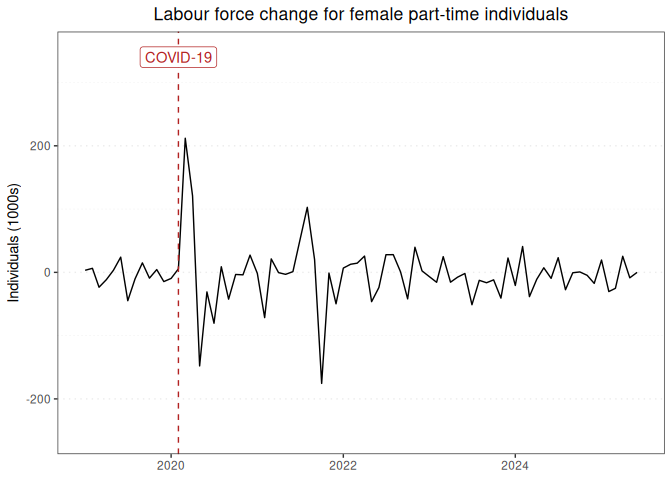 Labour force change for female part-time individuals
COVID-19
Individuals (1000s)
200
0
-200
2020 2022 2024